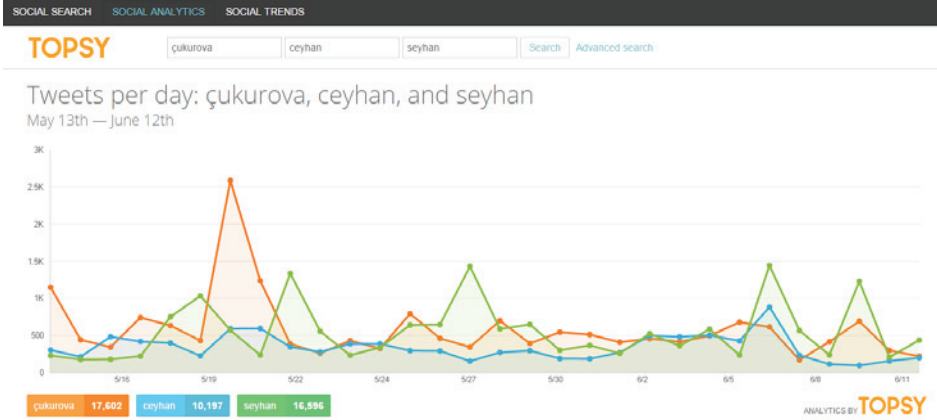 SOCIAL SEARCH SOCIAL ANALYTICS SOCIAL TRENDS
TOPSY çukurova ceyhan seyhan Search Advanced search
Tweets per day: çukurova, ceyhan, and seyhan
May 13th — June 12th
3K
2.5K
2K
1.5K
1K
500
0
5/16 5/19 5/22 5/24 5/27 5/30 6/2 6/5 6/8 6/11
çukurova 17,602 ceyhan 10,197 seyhan 16,596
ANALYTICS BY TOPSY